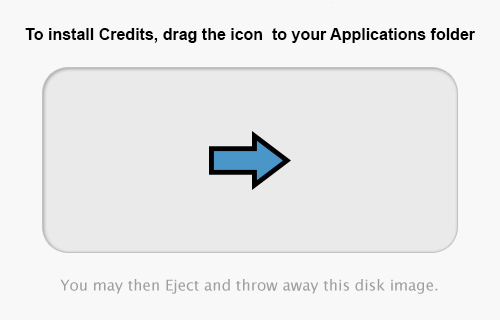 To install Credits, drag the icon  to your Applications folder
You may then Eject and throw away this disk image.